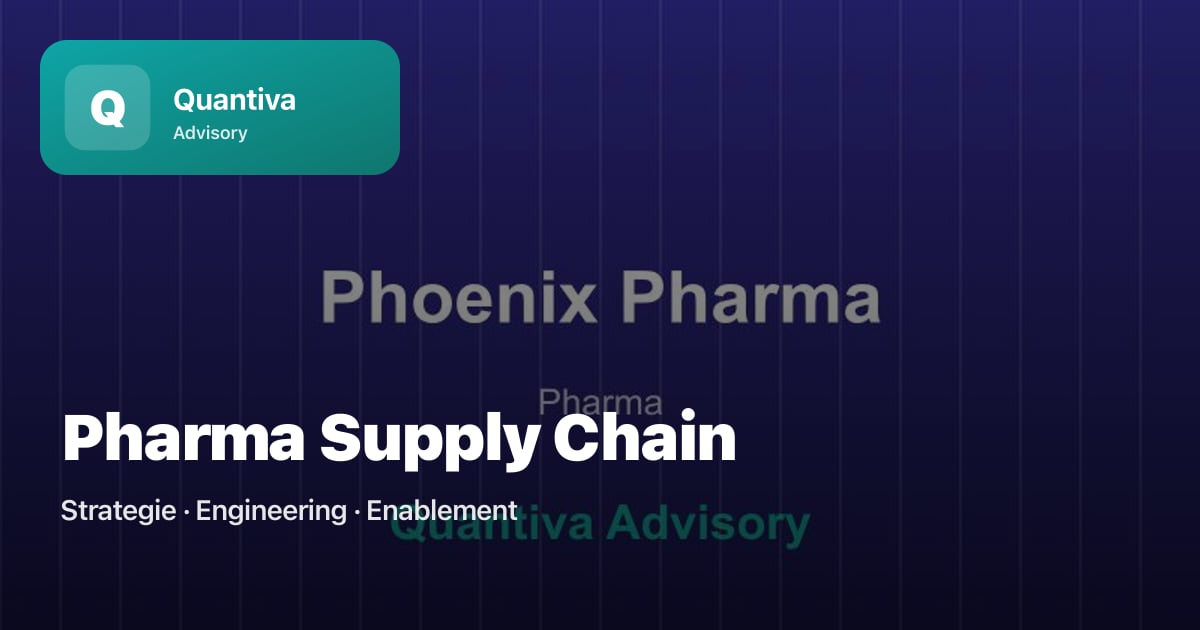 Q
Quantiva
Advisory
Phoenix Pharma
Pharma
Pharma Supply Chain
Strategie · Engineering · Enablement
Quantiva Advisory